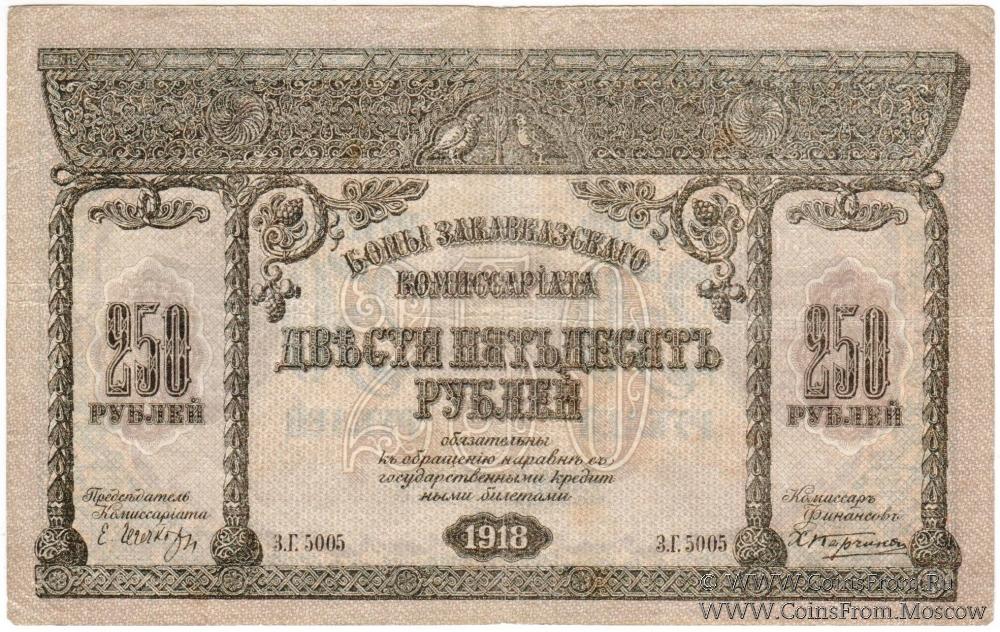 БОНЫ ЗАКАВКАЗСКАГО
КОМИССАРІАТА
ДВѢСТИ ПЯТЬДЕСЯТЪ
РУБЛЕЙ
250
250
РУБЛЕЙ
250
РУБЛЕЙ
обязательны
къ обращенію наравнѣ съ
государственными кредит
ными билетами
Предсѣдатель
Комиссаріата
Комиссаръ
Финансовъ
З.Г. 5005
1918
З.Г. 5005
© WWW.CoinsFrom.Ru
WWW.CoinsFrom.Moscow